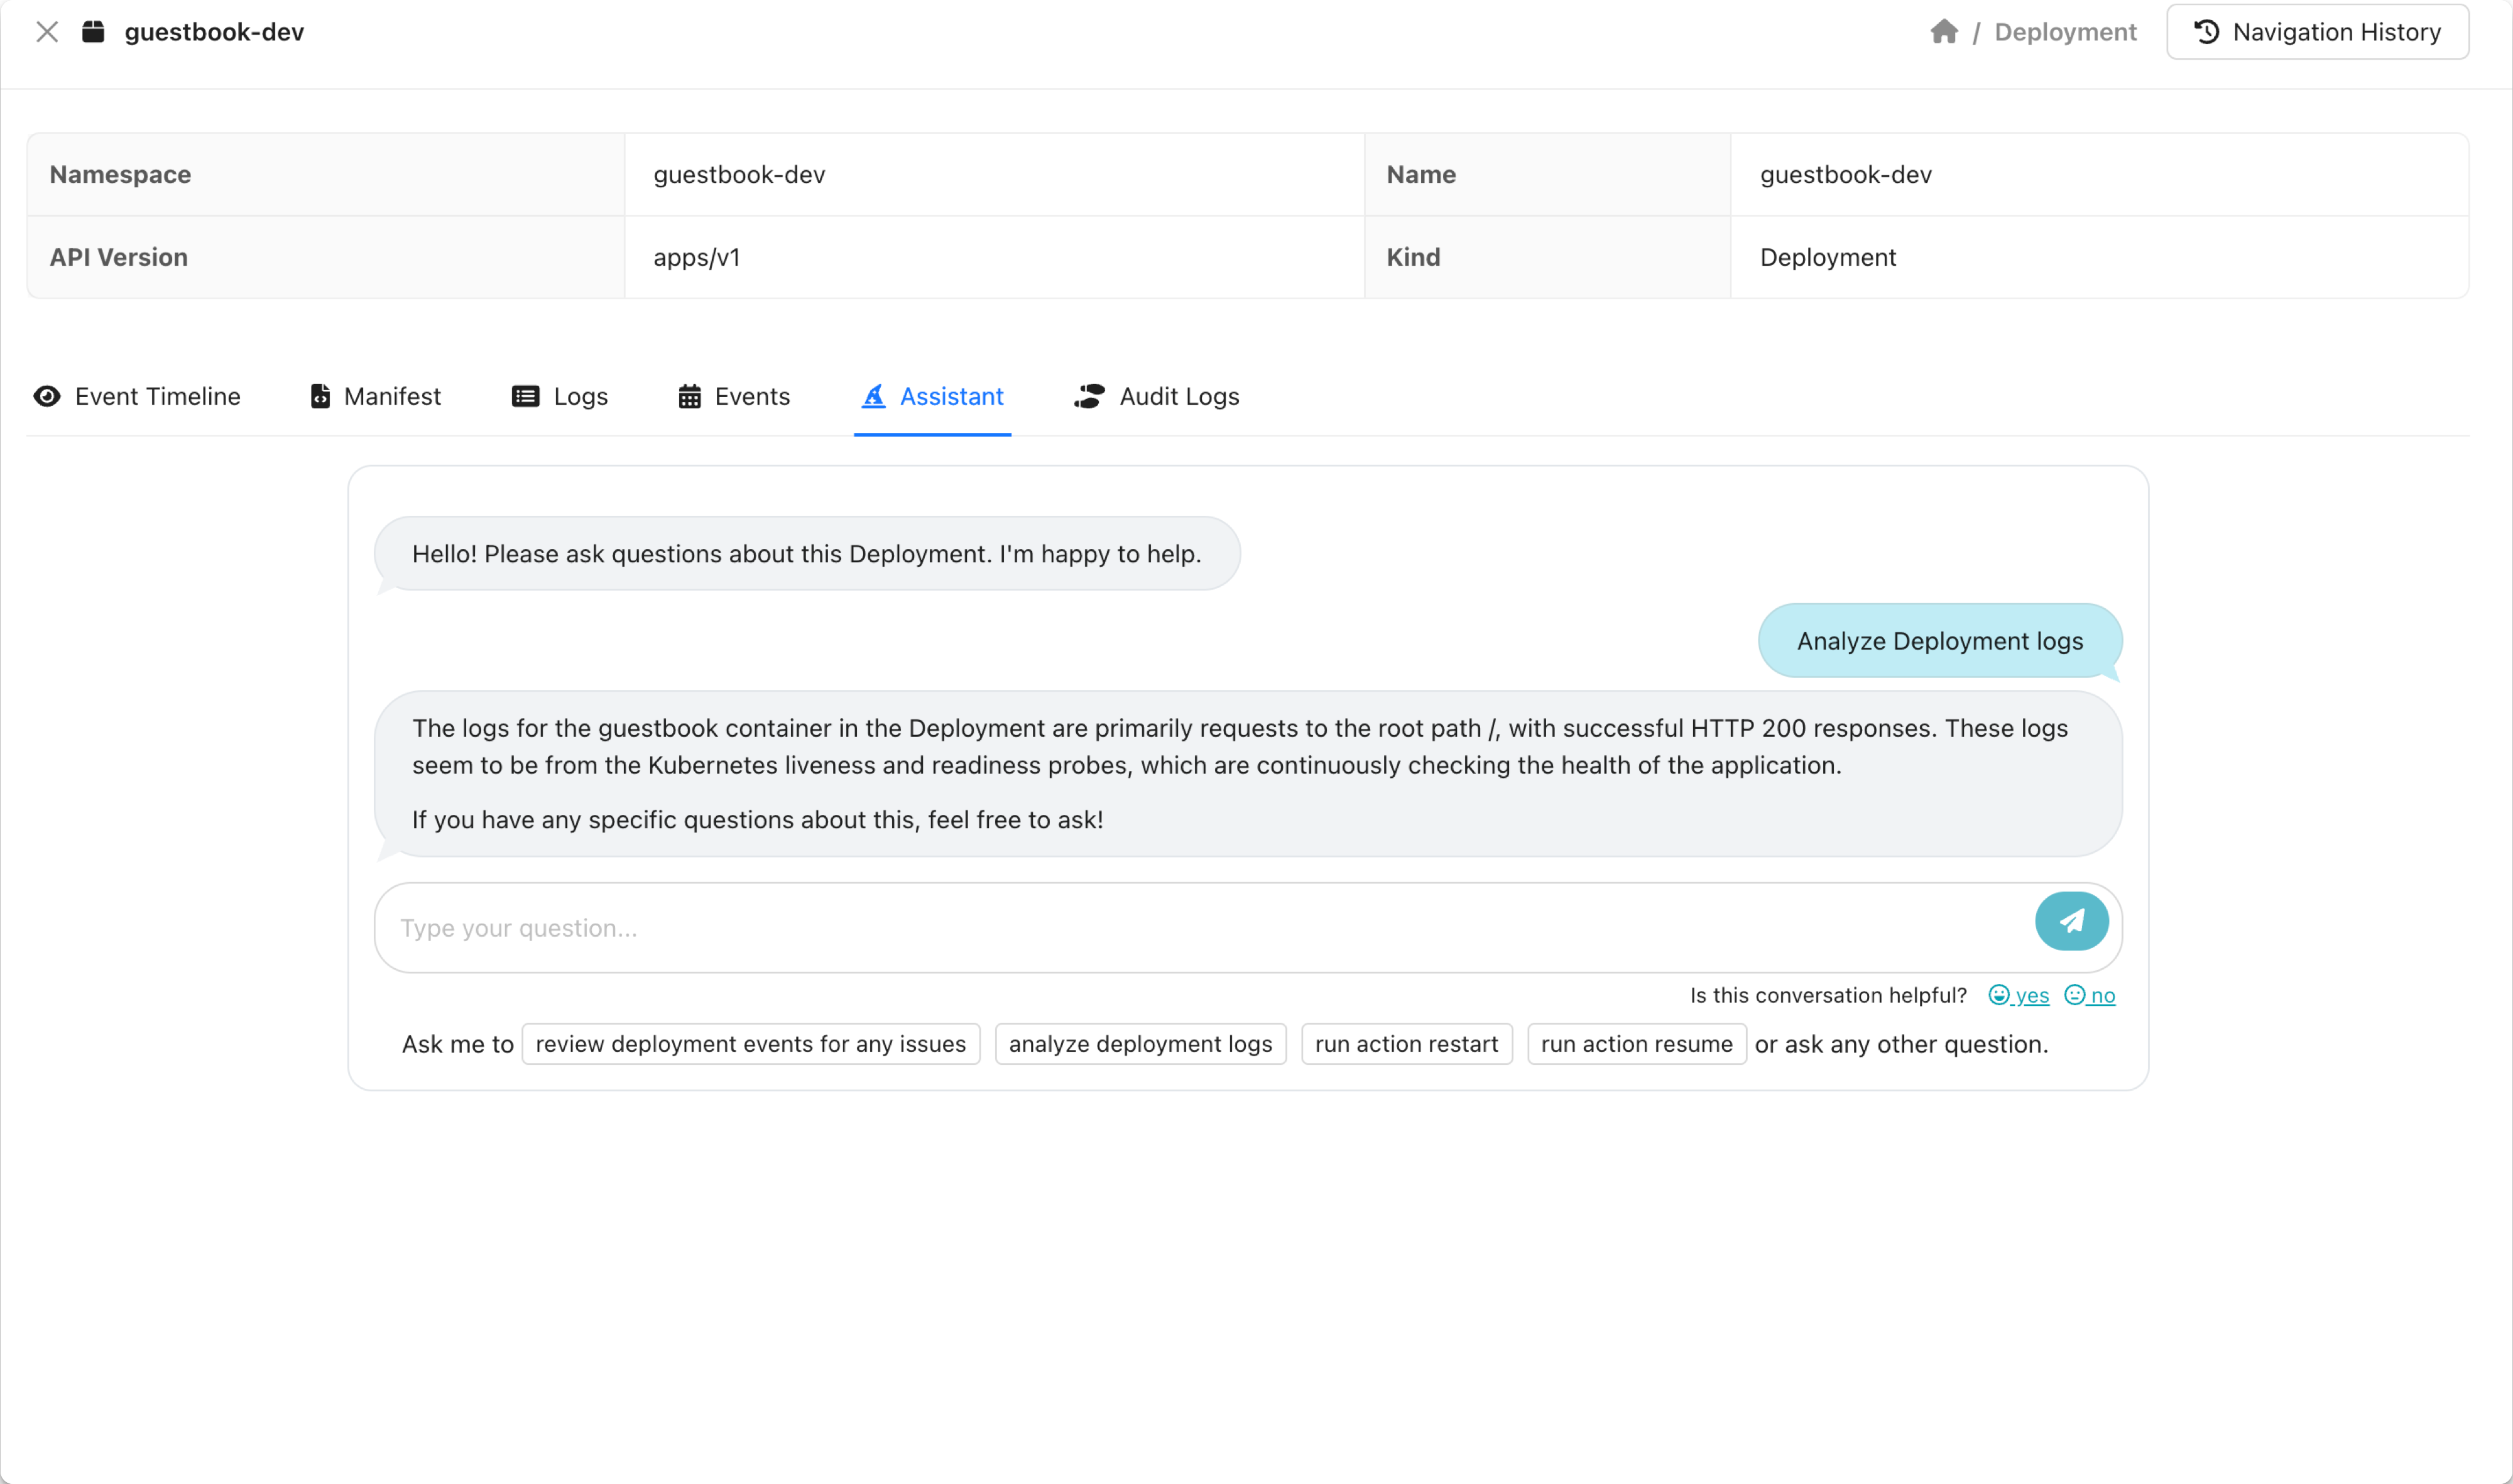 guestbook-dev
/ Deployment
Navigation History
Namespace
guestbook-dev
Name
guestbook-dev
API Version
apps/v1
Kind
Deployment
Event Timeline
Manifest
Logs
Events
Assistant
Audit Logs
Hello! Please ask questions about this Deployment. I'm happy to help.
Analyze Deployment logs
The logs for the guestbook container in the Deployment are primarily requests to the root path /, with successful HTTP 200 responses. These logs
seem to be from the Kubernetes liveness and readiness probes, which are continuously checking the health of the application.
If you have any specific questions about this, feel free to ask!
Type your question...
Is this conversation helpful? yes no
Ask me to review deployment events for any issues analyze deployment logs run action restart run action resume or ask any other question.